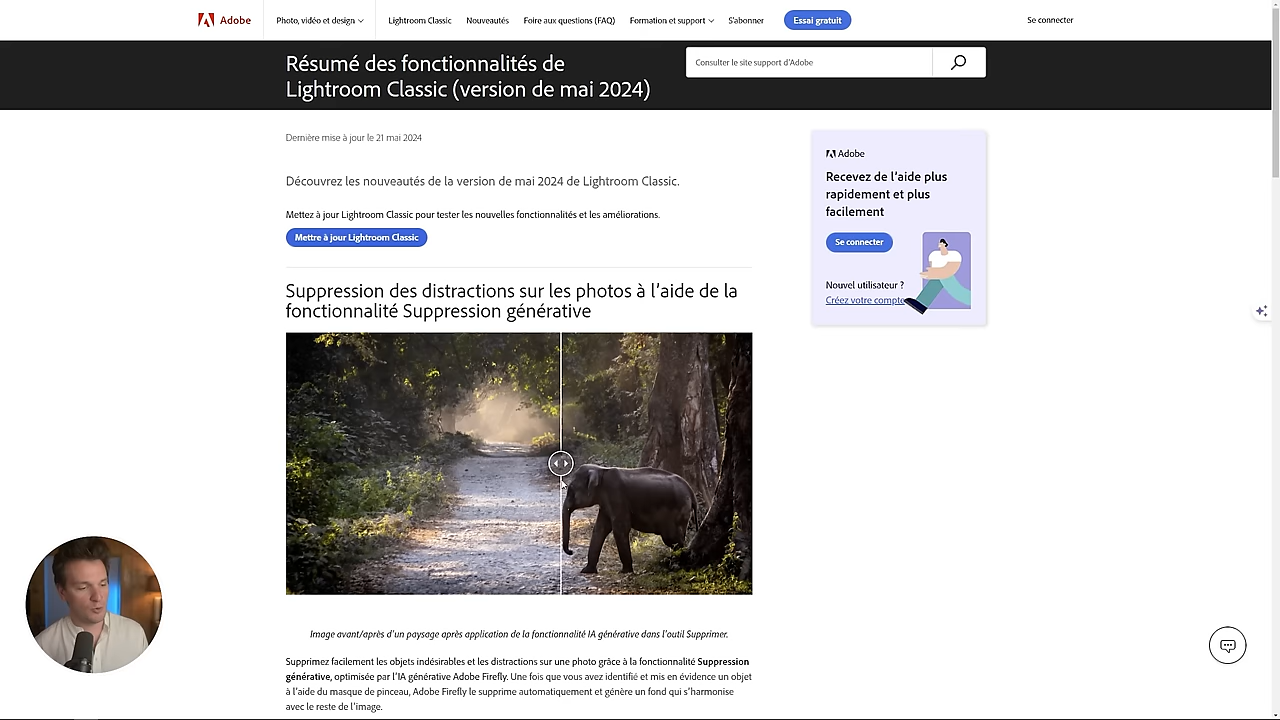 Adobe
Photo, vidéo et design
Lightroom Classic
Nouveautés
Foire aux questions (FAQ)
Formation et support
S'abonner
Essai gratuit
Se connecter
Résumé des fonctionnalités de
Lightroom Classic (version de mai 2024)
Consulter le site support d'Adobe
Dernière mise à jour le 21 mai 2024
Découvrez les nouveautés de la version de mai 2024 de Lightroom Classic.
Mettez à jour Lightroom Classic pour tester les nouvelles fonctionnalités et les améliorations.
Mettre à jour Lightroom Classic
Adobe
Recevez de l'aide plus
rapidement et plus
facilement
Se connecter
Nouvel utilisateur ?
Créez votre compte
Suppression des distractions sur les photos à l'aide de la
fonctionnalité Suppression générative
Image avant/après d'un paysage après application de la fonctionnalité IA générative dans l'outil Supprimer.
Supprimez facilement les objets indésirables et les distractions sur une photo grâce à la fonctionnalité Suppression
générative, optimisée par l'IA générative Adobe Firefly. Une fois que vous avez identifié et mis en évidence un objet
à l'aide du masque de pinceau, Adobe Firefly le supprime automatiquement et génère un fond qui s'harmonise
avec le reste de l'image.